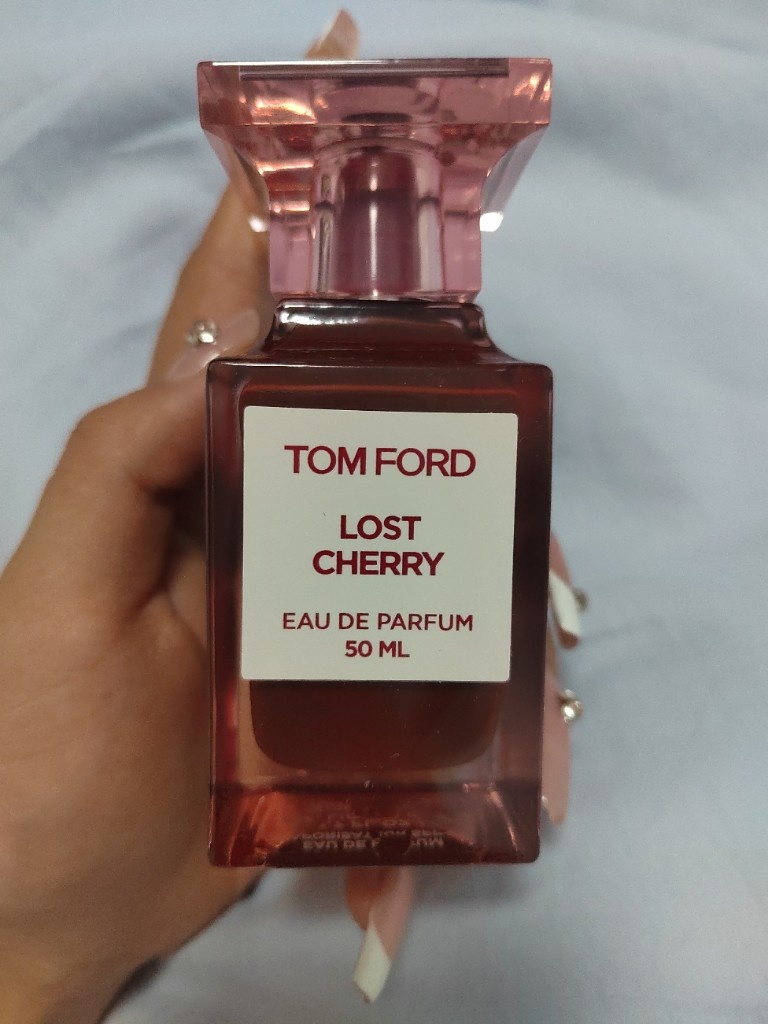 TOM FORD
LOST
CHERRY
EAU DE PARFUM
50 ML